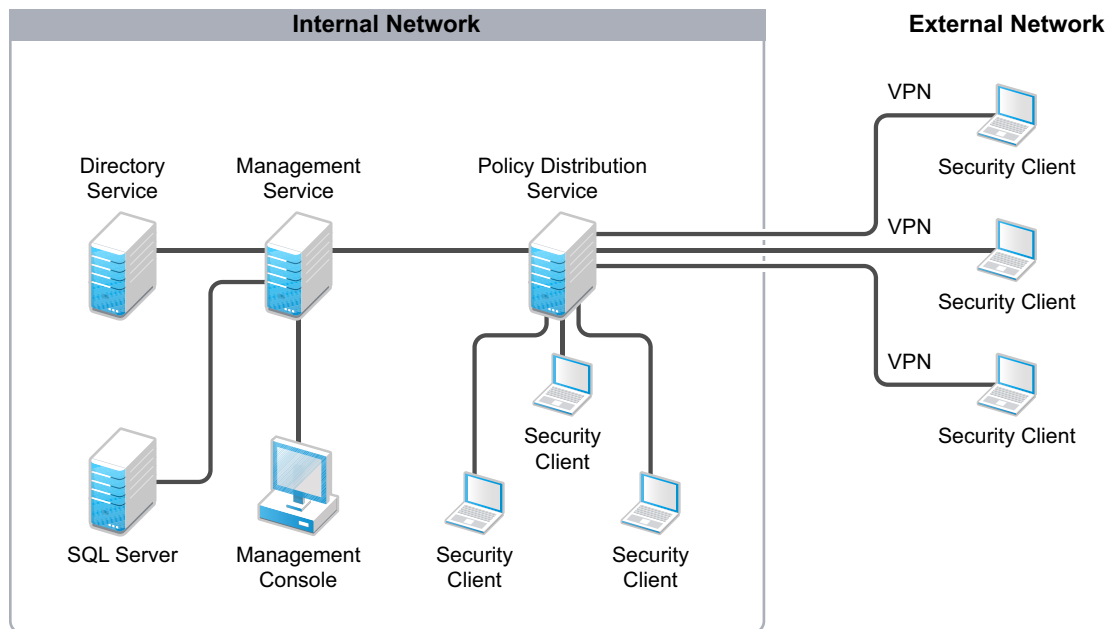 Internal Network
External Network
VPN
Security Client
Directory
Service
Management
Service
Policy Distribution
Service
VPN
Security Client
VPN
Security Client
Security
Client
SQL Server
Management
Console
Security
Client
Security
Client